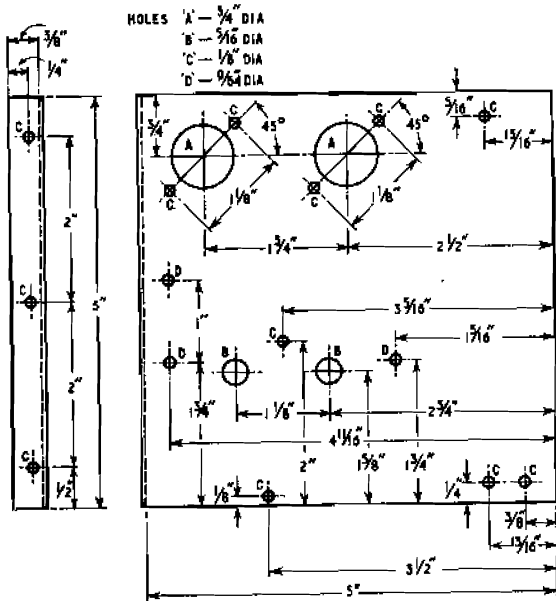 HOLES 'A' — 3/4" DIA
'B' — 5/16" DIA
'C' — 1/8" DIA
'D' — 9/64" DIA
3/8"
1/4"
C
2"
C
2"
C
1/2"
5"
3/4"
A
C
45°
C
1 1/8"
A
C
45°
C
1 1/8"
5/16"
C
15/16"
1 3/4"
2 1/2"
D
1"
D
1 3/4"
B
1 1/8"
C
3 5/16"
1 5/16"
B
D
2 3/4"
4 11/16"
2"
1 5/8"
1 3/4"
1/8"
C
1/4"
C
C
3/8"
13/16"
3 1/2"
5"